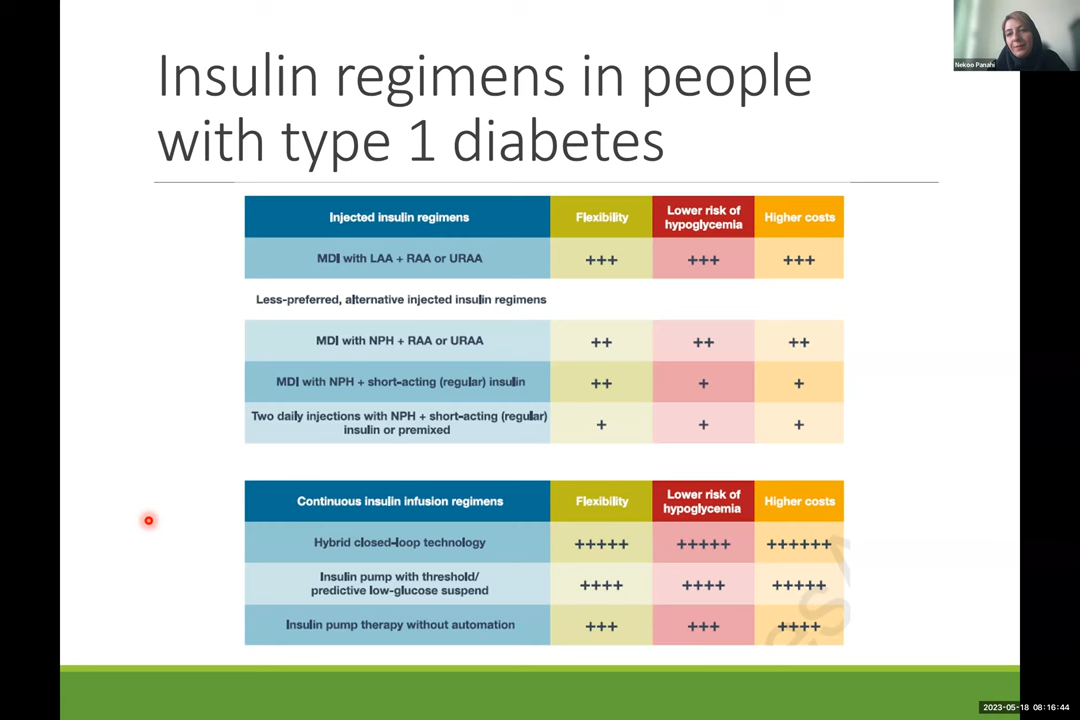 Insulin regimens in people
with type 1 diabetes
Nekoo Panahi
Injected insulin regimens Flexibility Lower risk of hypoglycemia Higher costs
MDI with LAA + RAA or URAA +++ +++ +++
Less-preferred, alternative injected insulin regimens
MDI with NPH + RAA or URAA ++ ++ ++
MDI with NPH + short-acting (regular) insulin ++ + +
Two daily injections with NPH + short-acting (regular)
insulin or premixed + + +
Continuous insulin infusion regimens Flexibility Lower risk of hypoglycemia Higher costs
Hybrid closed-loop technology +++++ +++++ ++++++
Insulin pump with threshold/
predictive low-glucose suspend ++++ ++++ +++++
Insulin pump therapy without automation +++ +++ ++++
2023-05-18 08:16:44